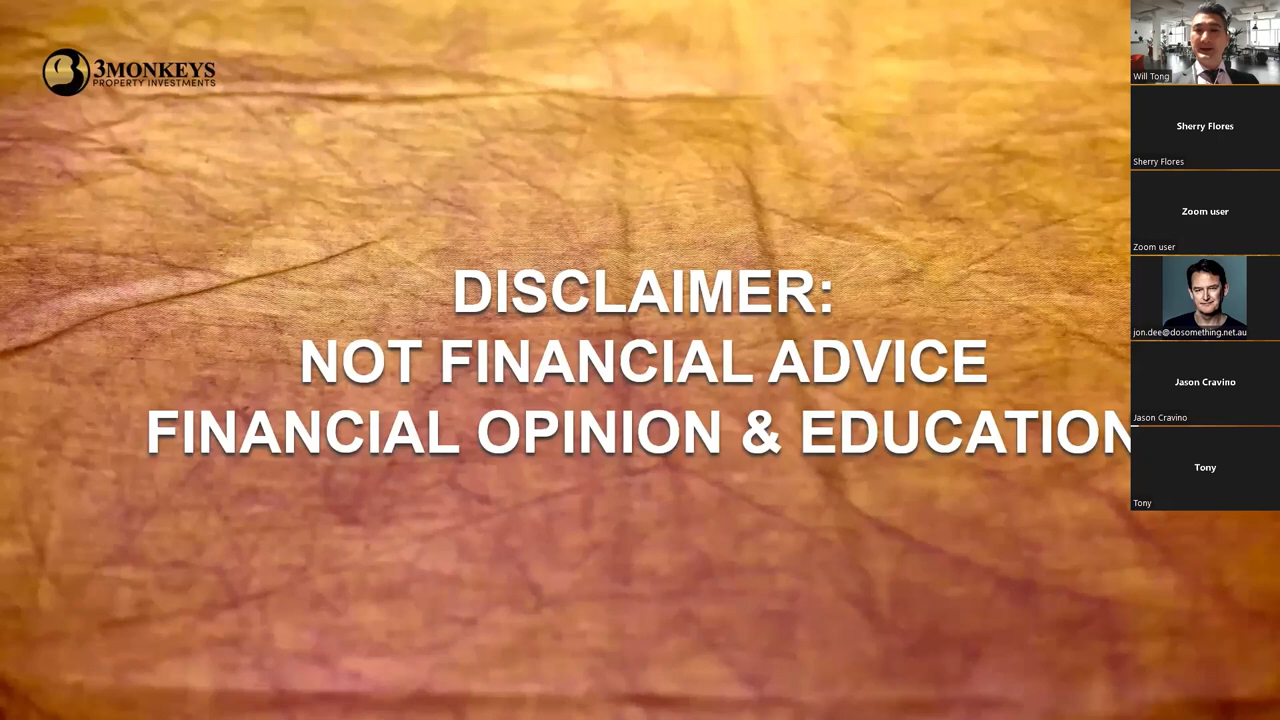 3MONKEYS
PROPERTY INVESTMENTS
DISCLAIMER:
NOT FINANCIAL ADVICE
FINANCIAL OPINION & EDUCATION
Will Tong
Sherry Flores
Sherry Flores
Zoom user
Zoom user
jon.dee@dosomething.net.au
Jason Cravino
Jason Cravino
Tony
Tony